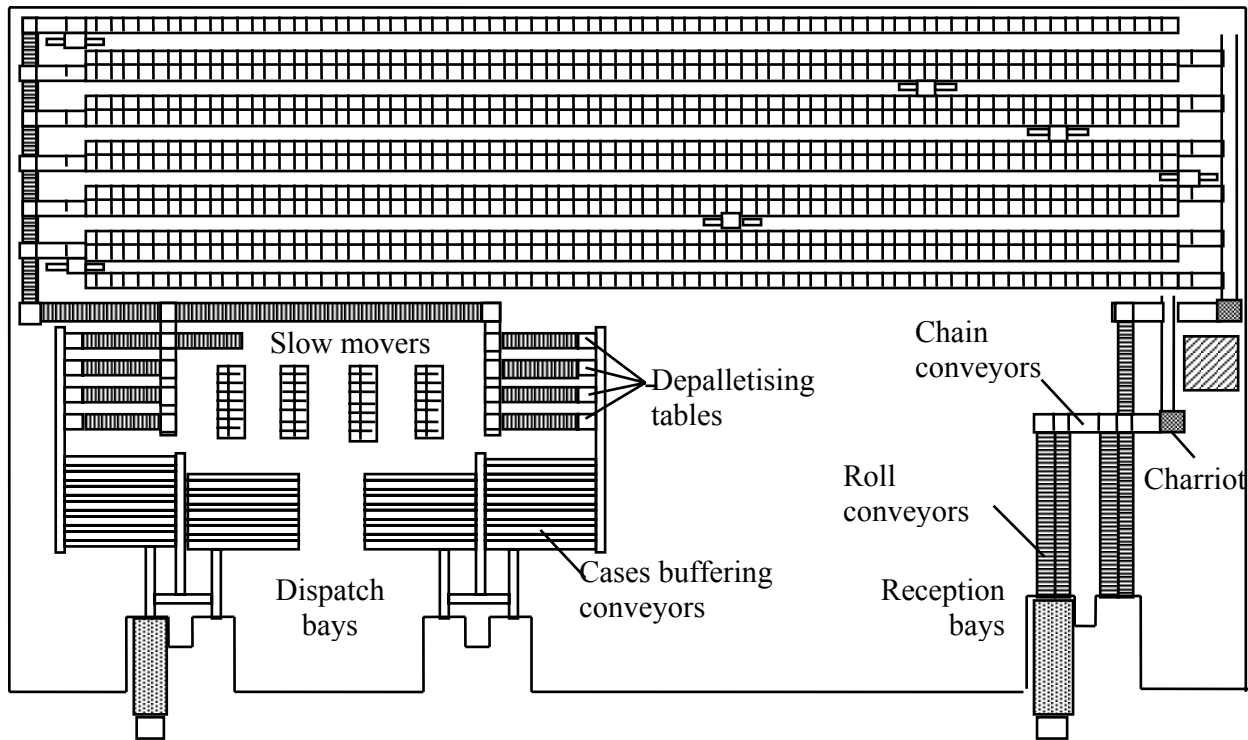 Slow movers
Chain
conveyors
Depalletising
tables
Roll
conveyors
Charriot
Cases buffering
conveyors
Dispatch
bays
Reception
bays